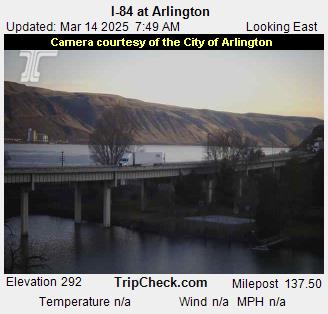 I-84 at Arlington
Updated: Mar 14 2025 7:49 AM Looking East
Camera courtesy of the City of Arlington
Elevation 292 TripCheck.com Milepost 137.50
Temperature n/a Wind n/a MPH n/a